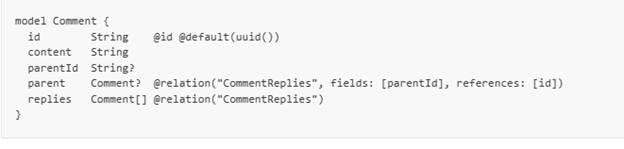 model Comment {
  id        String    @id @default(uuid())
  content   String
  parentId  String?
  parent    Comment?  @relation("CommentReplies", fields: [parentId], references: [id])
  replies   Comment[] @relation("CommentReplies")
}